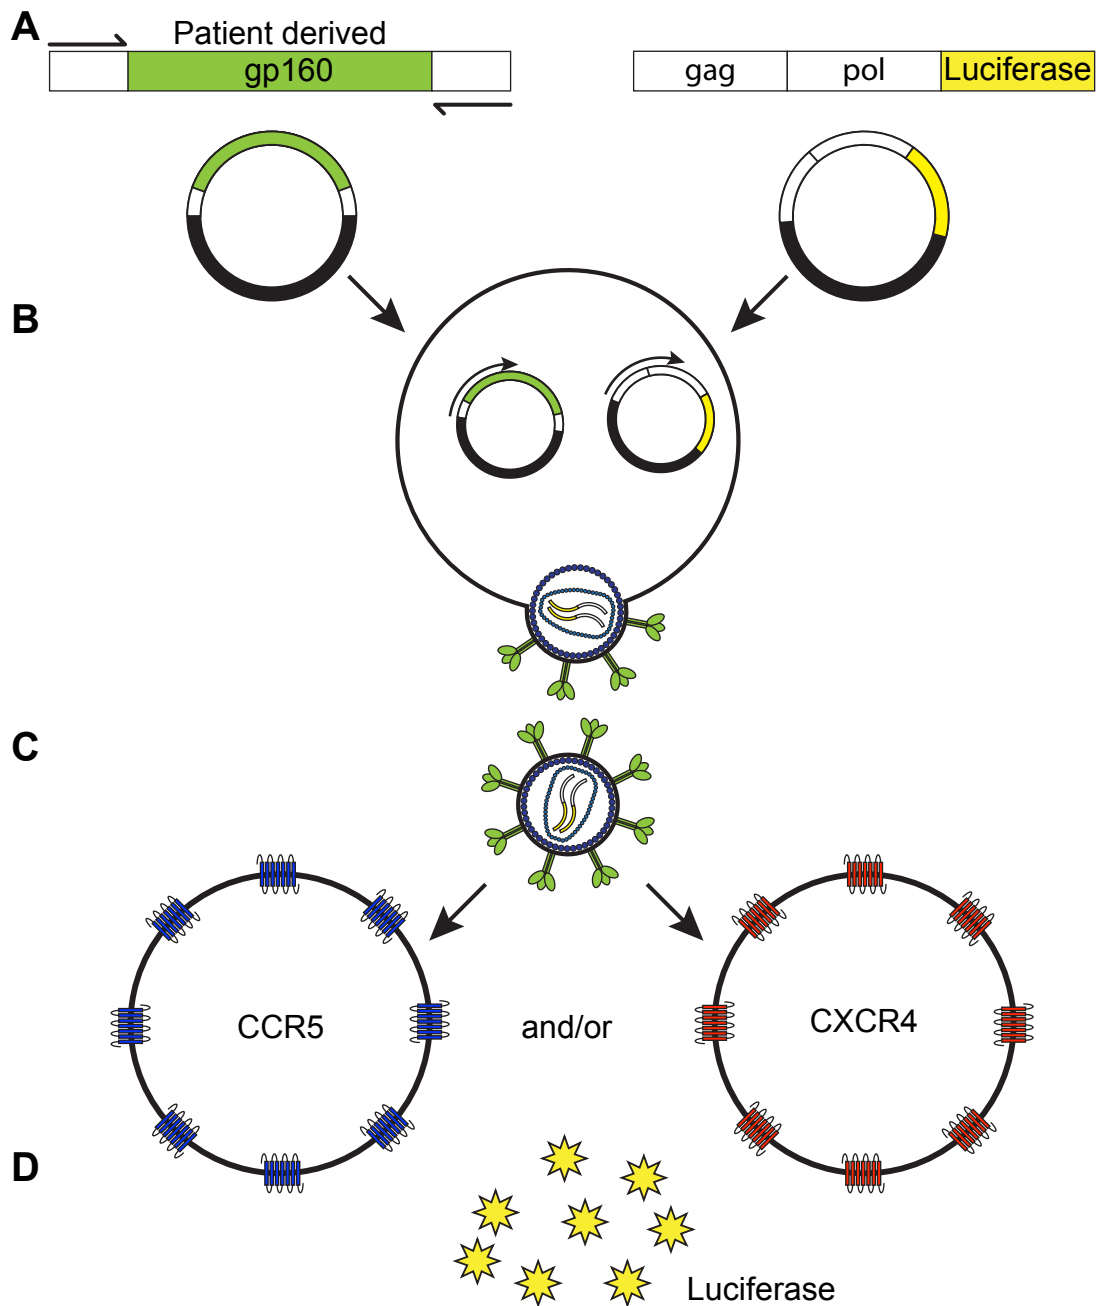 A
Patient derived
gp160
gag pol Luciferase
B
C
CCR5 and/or CXCR4
D
Luciferase